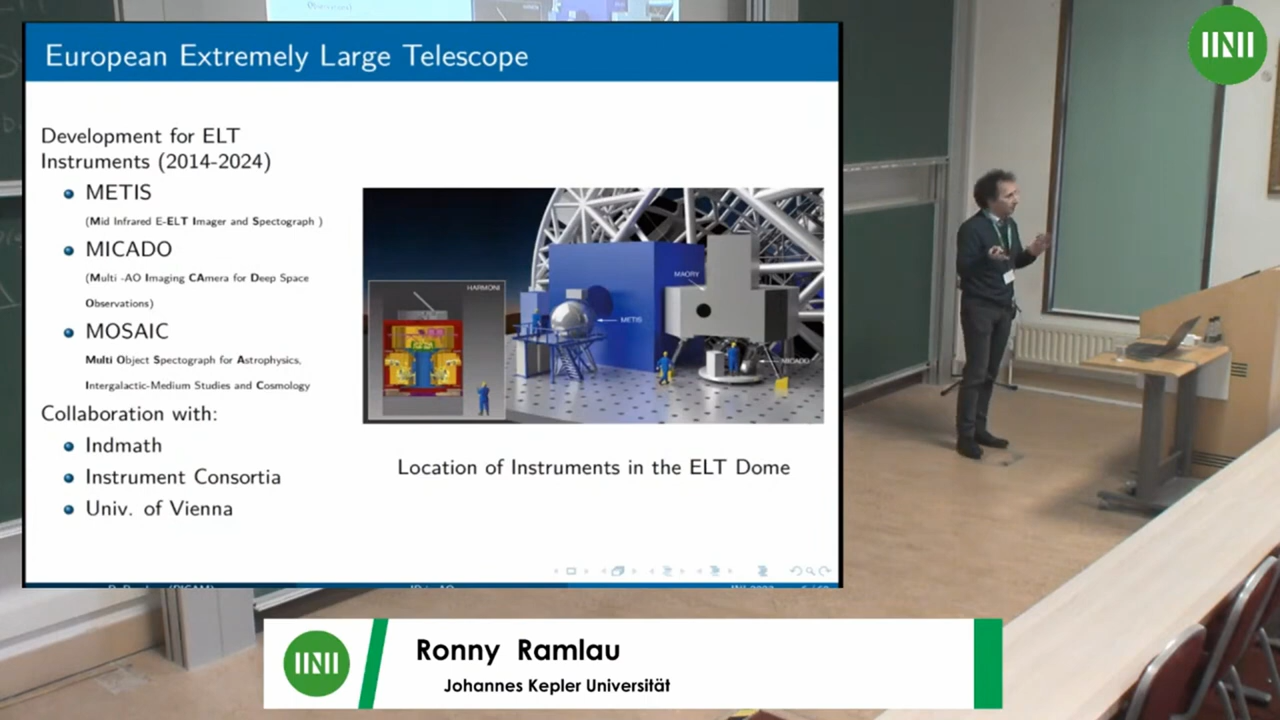 European Extremely Large Telescope
Development for ELT
Instruments (2014-2024)
METIS
(Mid Infrared E-ELT Imager and Spectograph )
MICADO
(Multi -AO Imaging CAmera for Deep Space
Observations)
MOSAIC
Multi Object Spectograph for Astrophysics,
Intergalactic-Medium Studies and Cosmology
Collaboration with:
Indmath
Instrument Consortia
Univ. of Vienna
HARMONI
MAORY
METIS
MICADO
Location of Instruments in the ELT Dome
Ronny Ramlau
Johannes Kepler Universität